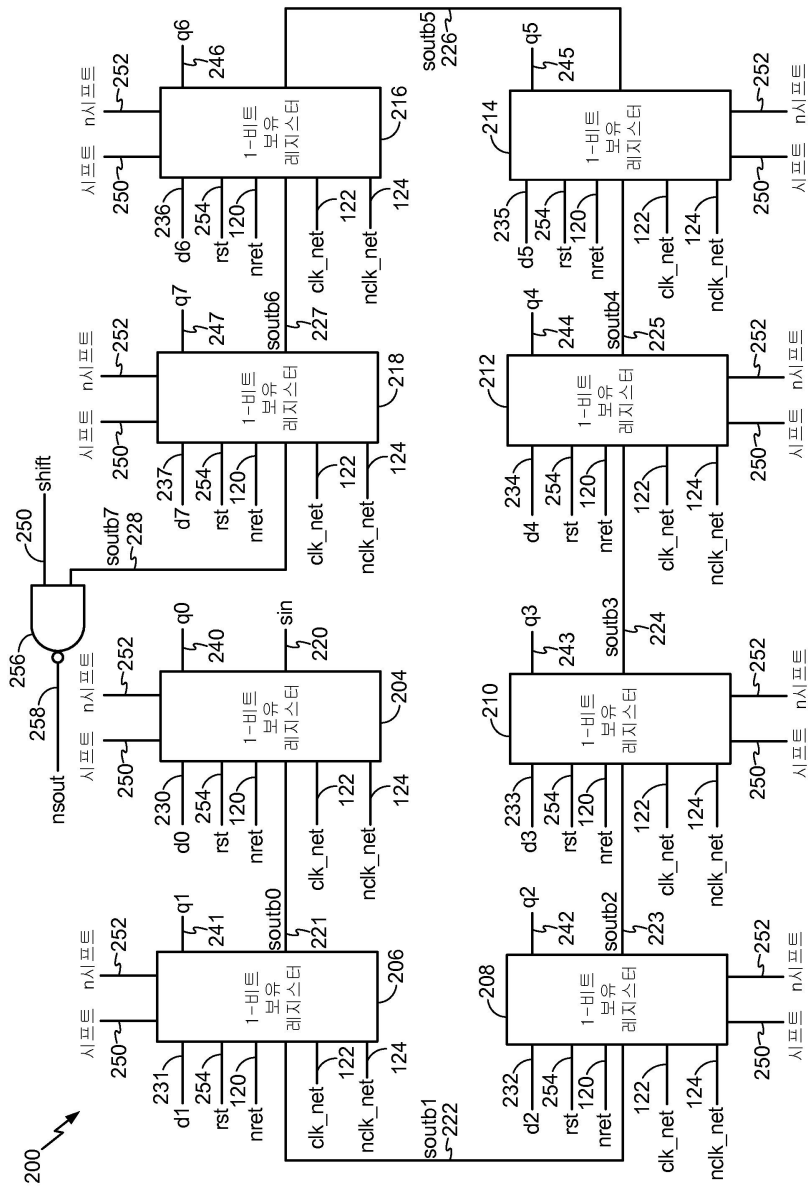 200
nsout
258
256
250
shift
soutb7
228
시프트
250
n시프트
252
d1
231
rst
254
nret
120
clk_net
122
nclk_net
124
1-비트
보유
레지스터
206
q1
241
soutb0
221
시프트
250
n시프트
252
d0
230
rst
254
nret
120
clk_net
122
nclk_net
124
1-비트
보유
레지스터
204
q0
240
sin
220
시프트
250
n시프트
252
d7
237
rst
254
nret
120
clk_net
122
nclk_net
124
1-비트
보유
레지스터
218
q7
247
soutb6
227
시프트
250
n시프트
252
d6
236
rst
254
nret
120
clk_net
122
nclk_net
124
1-비트
보유
레지스터
216
q6
246
soutb5
226
soutb1
222
208
d2
232
rst
254
nret
120
clk_net
122
nclk_net
124
1-비트
보유
레지스터
q2
242
soutb2
223
시프트
250
n시프트
252
210
d3
233
rst
254
nret
120
clk_net
122
nclk_net
124
1-비트
보유
레지스터
q3
243
soutb3
224
시프트
250
n시프트
252
212
d4
234
rst
254
nret
120
clk_net
122
nclk_net
124
1-비트
보유
레지스터
q4
244
soutb4
225
시프트
250
n시프트
252
214
d5
235
rst
254
nret
120
clk_net
122
nclk_net
124
1-비트
보유
레지스터
q5
245
시프트
250
n시프트
252